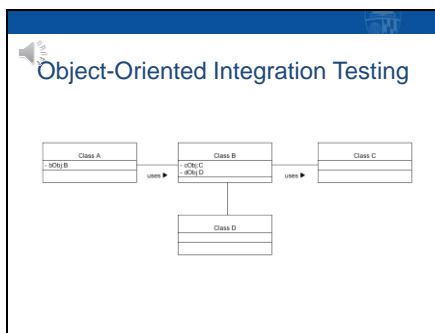 Object-Oriented Integration Testing
Class A
- bObj:B
uses ▶
Class B
- cObj:C
- dObj:D
uses ▶
Class C
Class D